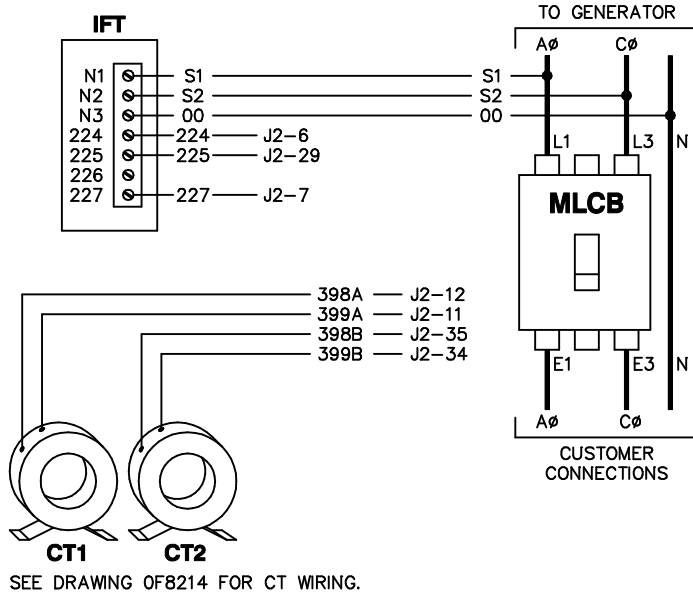 TO GENERATOR
IFT
AØ CØ
N1 S1 S1
N2 S2 S2
N3 00 00
224 224 J2-6
225 225 J2-29
226
227 227 J2-7
L1 L3 N
MLCB
398A J2-12
399A J2-11
398B J2-35
399B J2-34
E1 E3 N
AØ CØ
CUSTOMER
CONNECTIONS
CT1 CT2
SEE DRAWING 0F8214 FOR CT WIRING.